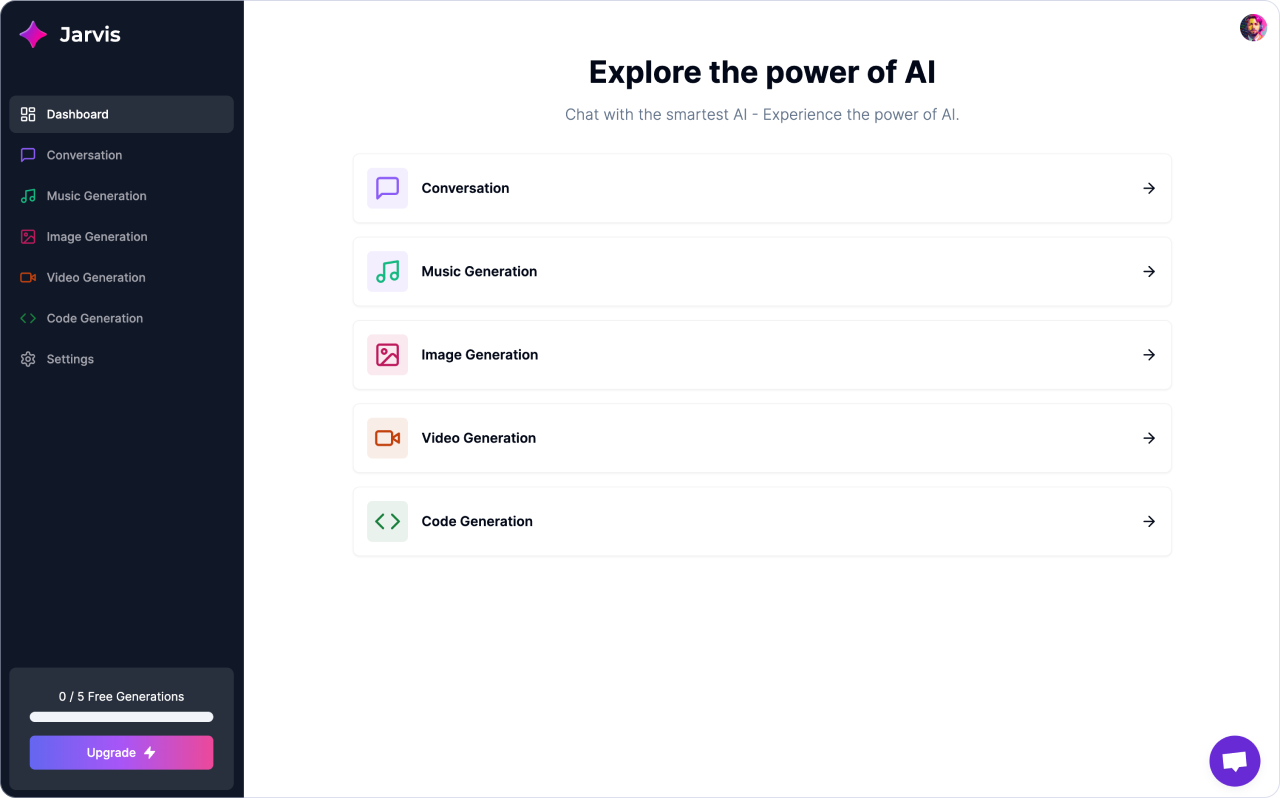 Jarvis
Dashboard
Conversation
Music Generation
Image Generation
Video Generation
Code Generation
Settings
0 / 5 Free Generations
Upgrade
Explore the power of AI
Chat with the smartest AI - Experience the power of AI.
Conversation
Music Generation
Image Generation
Video Generation
Code Generation